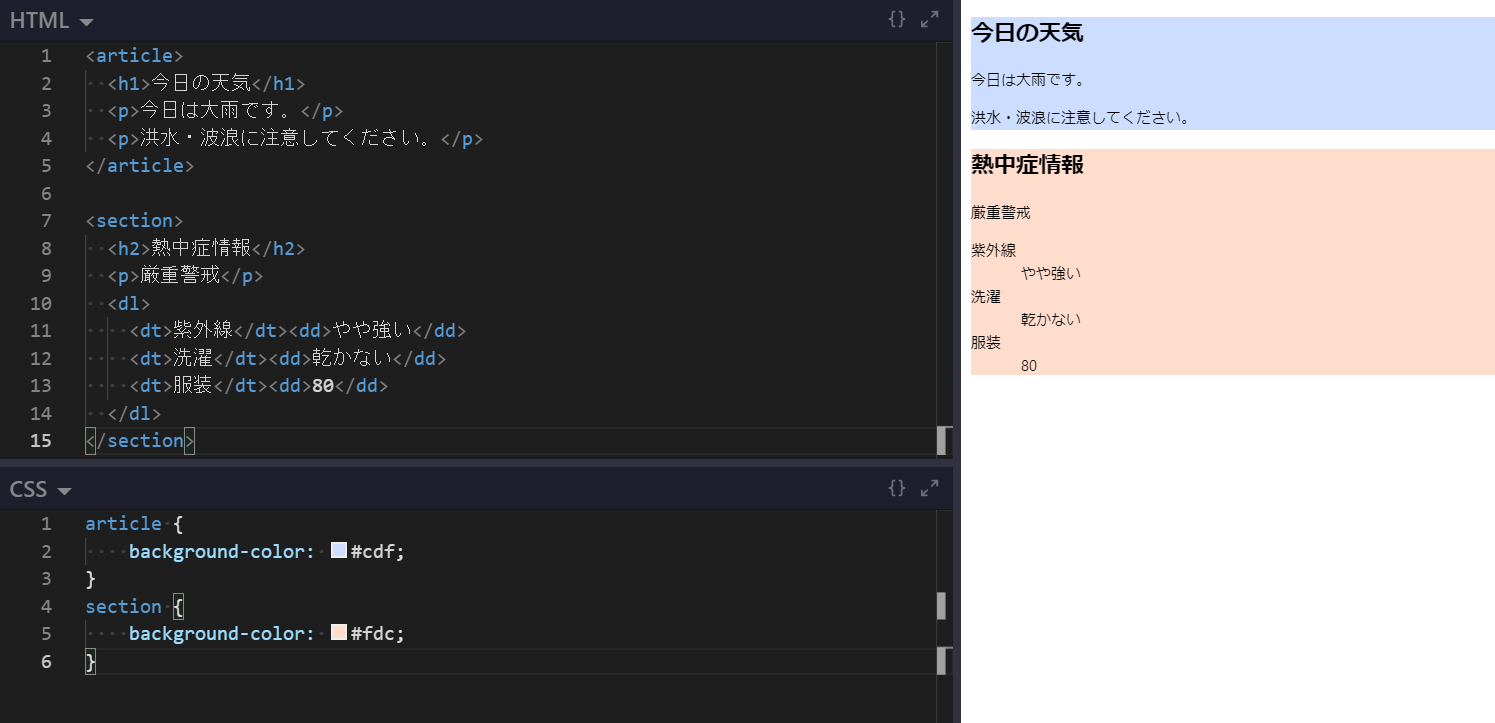 HTML
{}
1 <article>
2 <h1>今日の天気</h1>
3 <p>今日は大雨です。</p>
4 <p>洪水・波浪に注意してください。</p>
5 </article>
6
7 <section>
8 <h2>熱中症情報</h2>
9 <p>厳重警戒</p>
10 <dl>
11 <dt>紫外線</dt><dd>やや強い</dd>
12 <dt>洗濯</dt><dd>乾かない</dd>
13 <dt>服装</dt><dd>80</dd>
14 </dl>
15 </section>
CSS
{}
1 article {
2 background-color: #cdf;
3 }
4 section {
5 background-color: #fdc;
6 }
今日の天気
今日は大雨です。
洪水・波浪に注意してください。
熱中症情報
厳重警戒
紫外線
やや強い
洗濯
乾かない
服装
80